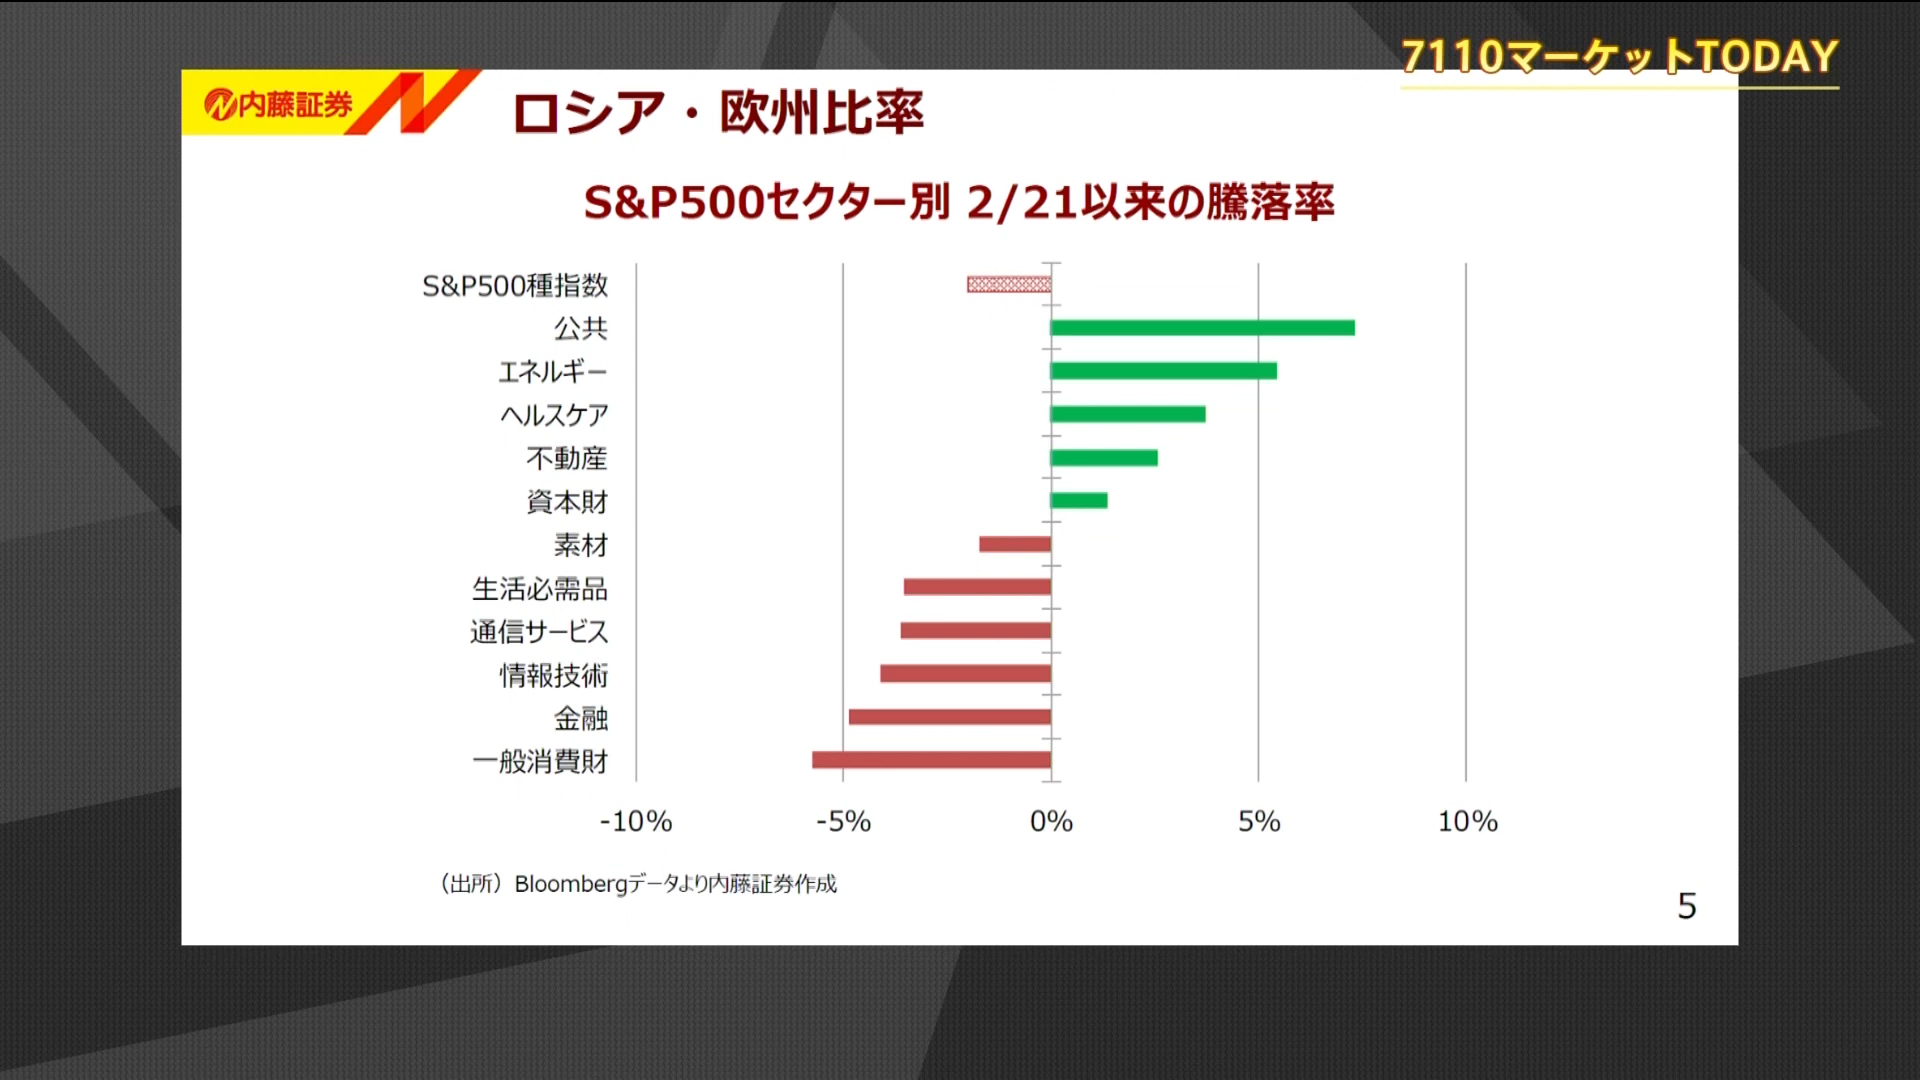 7110マーケットTODAY
内藤証券
ロシア・欧州比率
S&P500セクター別 2/21以来の騰落率
S&P500種指数
公共
エネルギー
ヘルスケア
不動産
資本財
素材
生活必需品
通信サービス
情報技術
金融
一般消費財
-10% -5% 0% 5% 10%
（出所）Bloombergデータより内藤証券作成
5